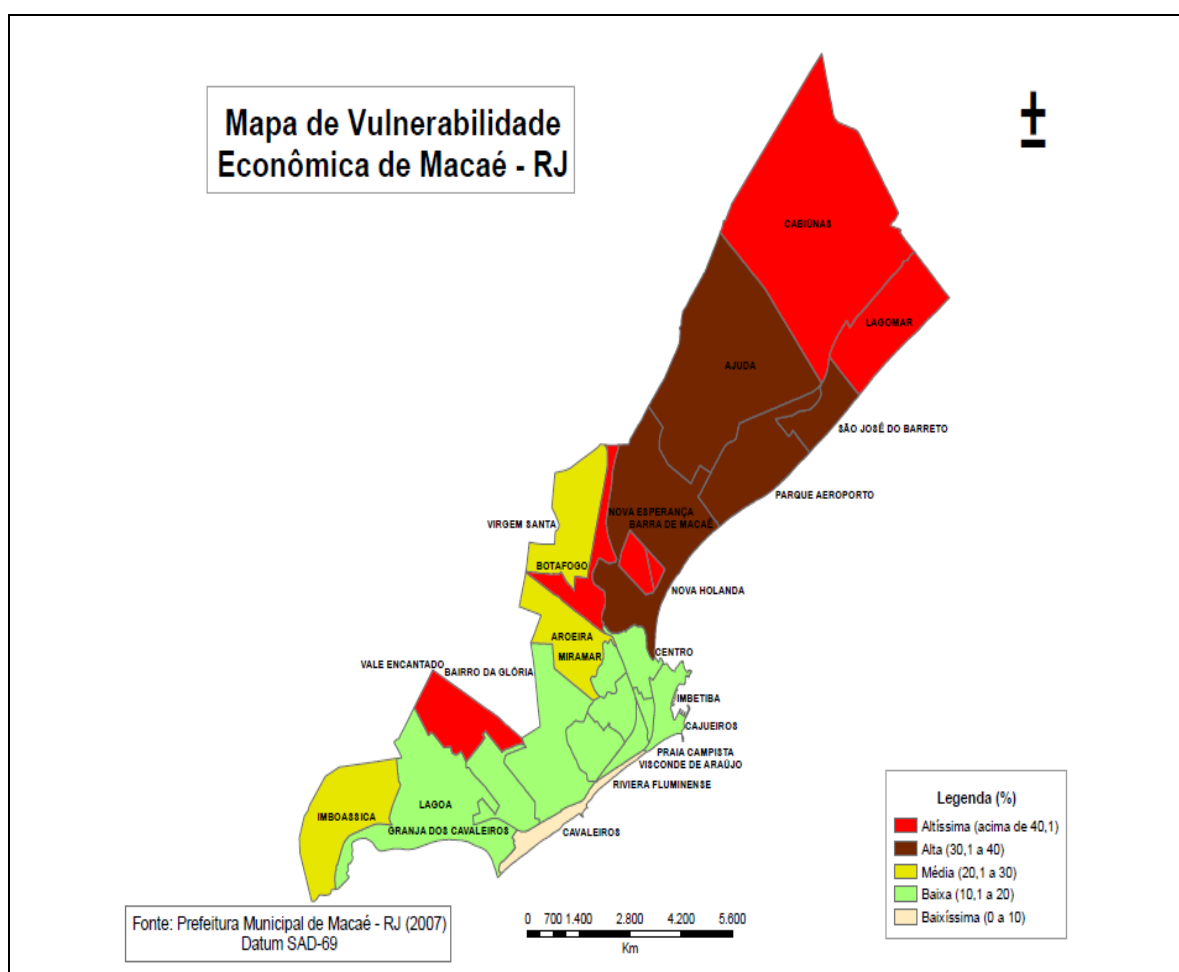 Mapa de Vulnerabilidade
Econômica de Macaé - RJ
CABIÚNAS
LAGOMAR
AJUDA
SÃO JOSÉ DO BARRETO
PARQUE AEROPORTO
NOVA ESPERANÇA
VIRGEM SANTA
BARRA DE MACAÉ
BOTAFOGO
NOVA HOLANDA
AROEIRA
MIRAMAR
CENTRO
VALE ENCANTADO
BAIRRO DA GLÓRIA
IMBETIBA
CAJUEIROS
PRAIA CAMPISTA
VISCONDE DE ARAÚJO
RIVIERA FLUMINENSE
LAGOA
IMBOASSICA
GRANJA DOS CAVALEIROS
CAVALEIROS
Legenda (%)
Altíssima (acima de 40,1)
Alta (30,1 a 40)
Média (20,1 a 30)
Baixa (10,1 a 20)
Baixíssima (0 a 10)
Fonte: Prefeitura Municipal de Macaé - RJ (2007)
Datum SAD-69
0 700 1.400 2.800 4.200 5.600
Km